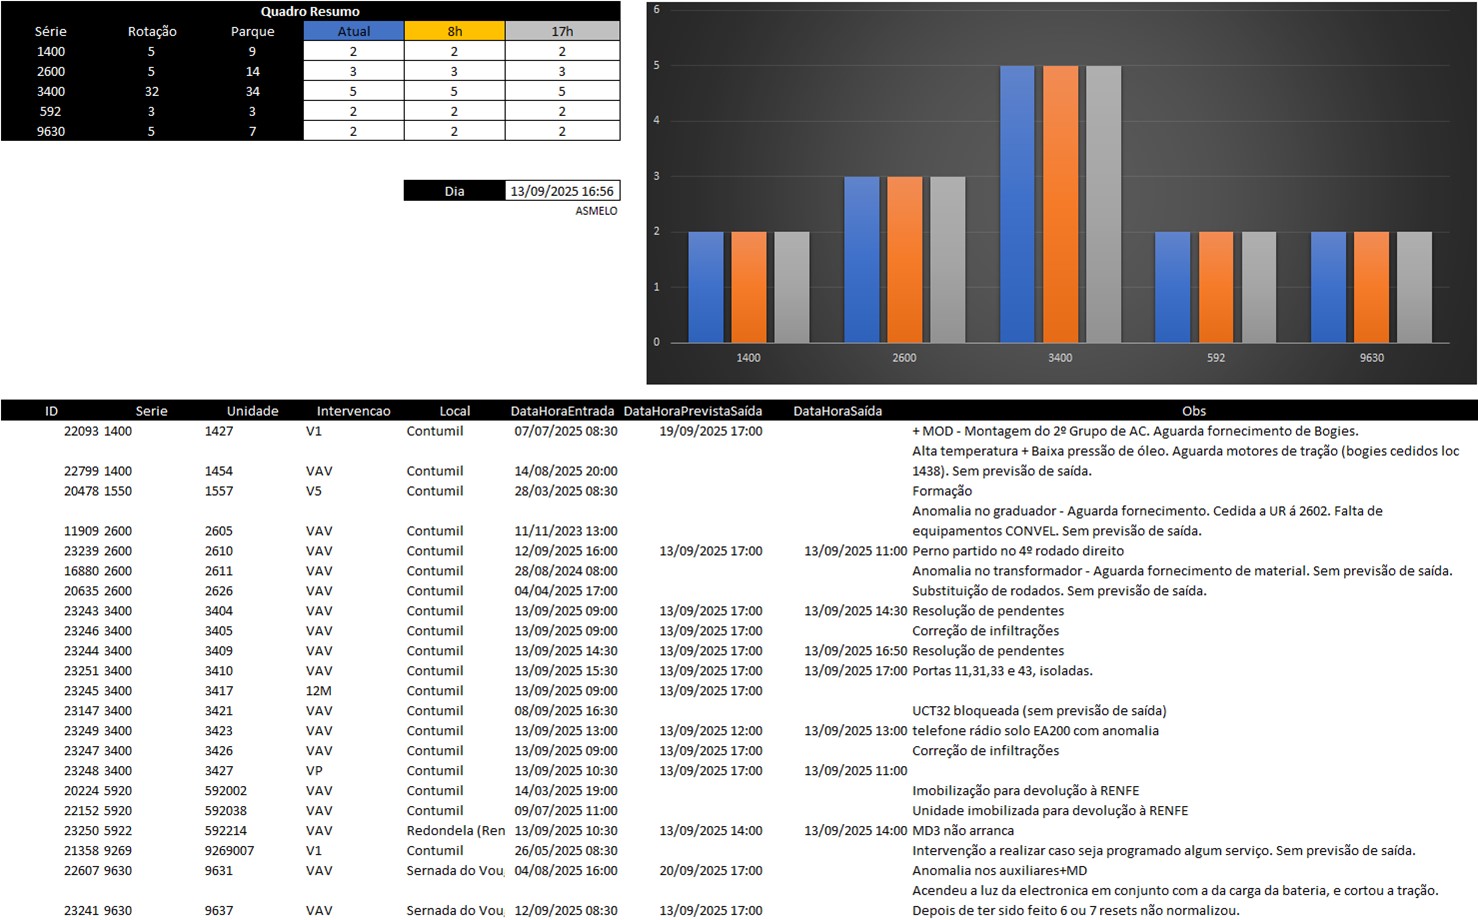 Quadro Resumo
Série Rotação Parque Atual 8h 17h
1400 5 9 2 2 2
2600 5 14 3 3 3
3400 32 34 5 5 5
592 3 3 2 2 2
9630 5 7 2 2 2
Dia 13/09/2025 16:56
ASMELO
6
5
4
3
2
1
0
1400 2600 3400 592 9630
ID Serie Unidade Intervencao Local DataHoraEntrada DataHoraPrevistaSaída DataHoraSaída Obs
22093 1400 1427 V1 Contumil 07/07/2025 08:30 19/09/2025 17:00 + MOD - Montagem do 2º Grupo de AC. Aguarda fornecimento de Bogies.
Alta temperatura + Baixa pressão de óleo. Aguarda motores de tração (bogies cedidos loc
22799 1400 1454 VAV Contumil 14/08/2025 20:00 1438). Sem previsão de saída.
20478 1550 1557 V5 Contumil 28/03/2025 08:30 Formação
Anomalia no graduador - Aguarda fornecimento. Cedida a UR á 2602. Falta de
11909 2600 2605 VAV Contumil 11/11/2023 13:00 equipamentos CONVEL. Sem previsão de saída.
23239 2600 2610 VAV Contumil 12/09/2025 16:00 13/09/2025 17:00 13/09/2025 11:00 Perno partido no 4º rodado direito
16880 2600 2611 VAV Contumil 28/08/2024 08:00 Anomalia no transformador - Aguarda fornecimento de material. Sem previsão de saída.
20635 2600 2626 VAV Contumil 04/04/2025 17:00 Substituição de rodados. Sem previsão de saída.
23243 3400 3404 VAV Contumil 13/09/2025 09:00 13/09/2025 17:00 13/09/2025 14:30 Resolução de pendentes
23246 3400 3405 VAV Contumil 13/09/2025 09:00 13/09/2025 17:00 Correção de infiltrações
23244 3400 3409 VAV Contumil 13/09/2025 14:30 13/09/2025 17:00 13/09/2025 16:50 Resolução de pendentes
23251 3400 3410 VAV Contumil 13/09/2025 15:30 13/09/2025 17:00 13/09/2025 17:00 Portas 11,31,33 e 43, isoladas.
23245 3400 3417 12M Contumil 13/09/2025 09:00 13/09/2025 17:00
23147 3400 3421 VAV Contumil 08/09/2025 16:30 UCT32 bloqueada (sem previsão de saída)
23249 3400 3423 VAV Contumil 13/09/2025 13:00 13/09/2025 12:00 13/09/2025 13:00 telefone rádio solo EA200 com anomalia
23247 3400 3426 VAV Contumil 13/09/2025 09:00 13/09/2025 17:00 Correção de infiltrações
23248 3400 3427 VP Contumil 13/09/2025 10:30 13/09/2025 17:00 13/09/2025 11:00
20224 5920 592002 VAV Contumil 14/03/2025 19:00 Imobilização para devolução à RENFE
22152 5920 592038 VAV Contumil 09/07/2025 11:00 Unidade imobilizada para devolução à RENFE
23250 5922 592214 VAV Redondela (Ren 13/09/2025 10:30 13/09/2025 14:00 13/09/2025 14:00 MD3 não arranca
21358 9269 9269007 V1 Contumil 26/05/2025 08:30 Intervenção a realizar caso seja programado algum serviço. Sem previsão de saída.
22607 9630 9631 VAV Sernada do Vou 04/08/2025 16:00 20/09/2025 17:00 Anomalia nos auxiliares+MD
Acendeu a luz da electronica em conjunto com a da carga da bateria, e cortou a tração.
23241 9630 9637 VAV Sernada do Vou 12/09/2025 08:30 13/09/2025 17:00 Depois de ter sido feito 6 ou 7 resets não normalizou.